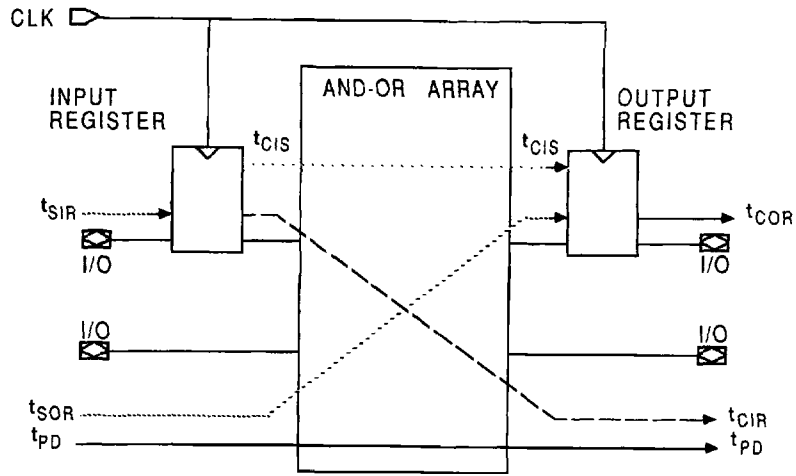 CLK
AND-OR ARRAY
INPUT
REGISTER
OUTPUT
REGISTER
tCIS
tCIS
tSIR
tCOR
I/O
I/O
I/O
I/O
tSOR
tCIR
tPD
tPD